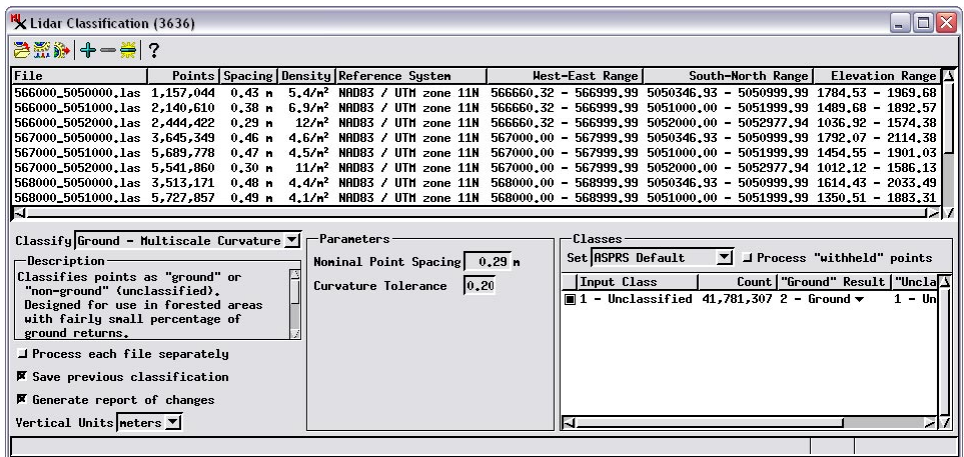 Lidar Classification (3636)
?
File Points Spacing Density Reference System West-East Range South-North Range Elevation Range
566000_5050000.las 1,157,044 0.43 m 5.4/m² NAD83 / UTM zone 11N 566660.32 - 566999.99 5050346.93 - 5050999.99 1784.53 - 1969.68
566000_5051000.las 2,140,610 0.38 m 6.9/m² NAD83 / UTM zone 11N 566660.32 - 566999.99 5051000.00 - 5051999.99 1489.68 - 1892.57
566000_5052000.las 2,444,422 0.29 m 12/m² NAD83 / UTM zone 11N 566660.32 - 566999.99 5052000.00 - 5052977.94 1036.92 - 1574.38
567000_5050000.las 3,645,349 0.46 m 4.6/m² NAD83 / UTM zone 11N 567000.00 - 567999.99 5050346.93 - 5050999.99 1792.07 - 2114.38
567000_5051000.las 5,689,778 0.47 m 4.5/m² NAD83 / UTM zone 11N 567000.00 - 567999.99 5051000.00 - 5051999.99 1454.55 - 1901.03
567000_5052000.las 5,541,860 0.30 m 11/m² NAD83 / UTM zone 11N 567000.00 - 567999.99 5052000.00 - 5052977.94 1012.12 - 1586.13
568000_5050000.las 3,513,171 0.48 m 4.4/m² NAD83 / UTM zone 11N 568000.00 - 568999.99 5050346.93 - 5050999.99 1614.43 - 2033.49
568000_5051000.las 5,727,857 0.49 m 4.1/m² NAD83 / UTM zone 11N 568000.00 - 568999.99 5051000.00 - 5051999.99 1350.51 - 1883.31
Classify Ground - Multiscale Curvature
Description
Classifies points as "ground" or
"non-ground" (unclassified).
Designed for use in forested areas
with fairly small percentage of
ground returns.
Process each file separately
Save previous classification
Generate report of changes
Vertical Units meters
Parameters
Nominal Point Spacing 0.29 m
Curvature Tolerance 0.20
Classes
Set ASPRS Default Process "withheld" points
Input Class Count "Ground" Result "Uncla
1 - Unclassified 41,781,307 2 - Ground 1 - Un